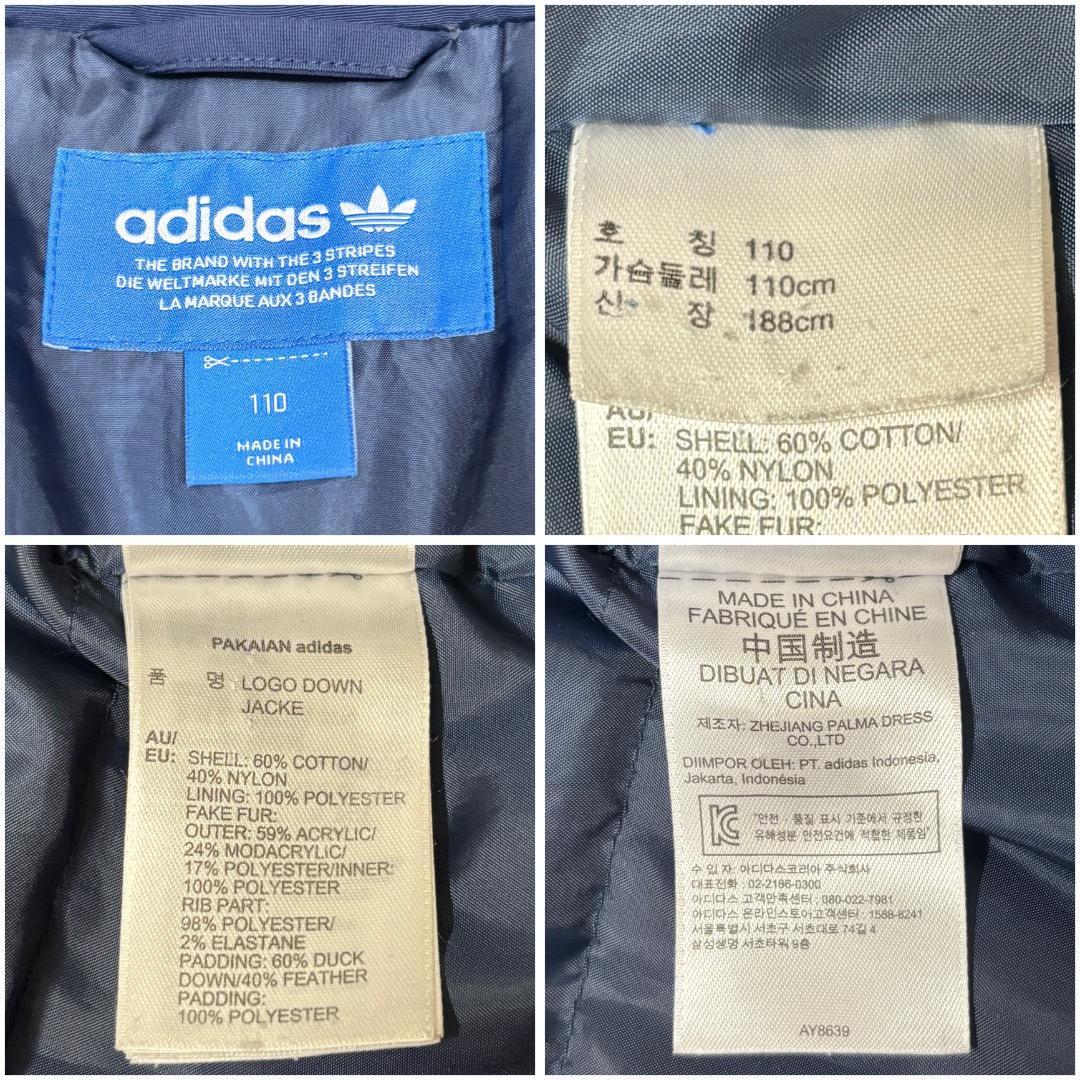 adidas
THE BRAND WITH THE 3 STRIPES
DIE WELTMARKE MIT DEN 3 STREIFEN
LA MARQUE AUX 3 BANDES
110
MADE IN
CHINA
호 칭 110
가슴둘레 110cm
신 장 188cm
AU/
EU: SHELL: 60% COTTON/
40% NYLON
LINING: 100% POLYESTER
FAKE FUR:
PAKAIAN adidas
품 명 LOGO DOWN
JACKE
AU/
EU: SHELL: 60% COTTON/
40% NYLON
LINING: 100% POLYESTER
FAKE FUR:
OUTER: 59% ACRYLIC/
24% MODACRYLIC/
17% POLYESTER/INNER:
100% POLYESTER
RIB PART:
98% POLYESTER/
2% ELASTANE
PADDING: 60% DUCK
DOWN/40% FEATHER
PADDING:
100% POLYESTER
MADE IN CHINA
FABRIQUÉ EN CHINE
中国制造
DIBUAT DI NEGARA
CINA
제조자: ZHEJIANG PALMA DRESS
CO.,LTD
DIIMPOR OLEH: PT. adidas Indonesia,
Jakarta, Indonésia
"안전ㆍ품질 표시 기준에서 규정한
유해성분 안전요건에 적합한 제품임"
수 입 자: 아디다스코리아 주식회사
대표전화 : 02-2186-0300
아디다스 고객만족센터 : 080-022-7981
아디다스 온라인스토어고객센터 : 1588-8241
서울특별시 서초구 서초대로 74길 4
삼성생명 서초타워 9층
AY8639